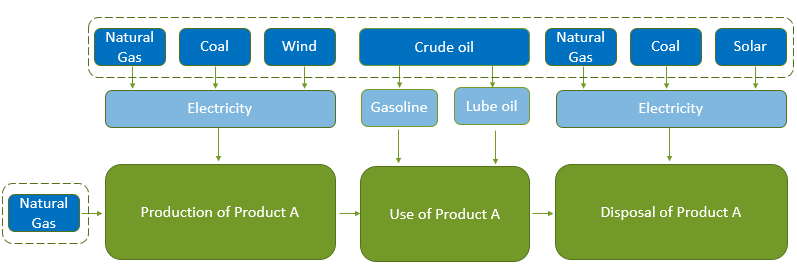 Natural
Gas
Coal
Wind
Crude oil
Natural
Gas
Coal
Solar
Electricity
Gasoline
Lube oil
Electricity
Natural
Gas
Production of Product A
Use of Product A
Disposal of Product A